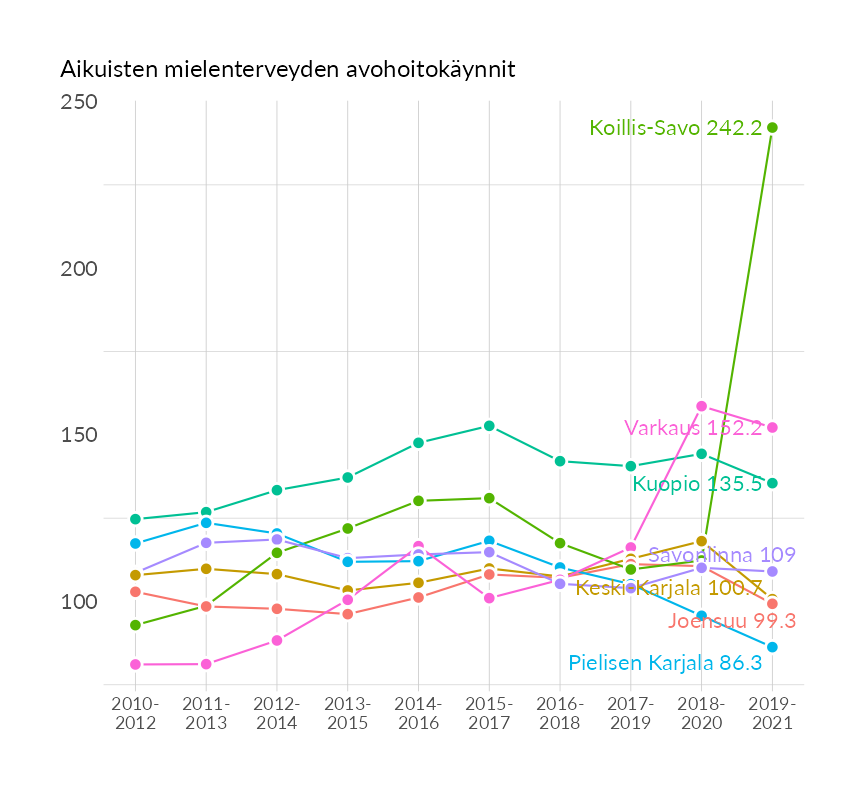 Aikuisten mielenterveyden avohoitokäynnit
250
Koillis-Savo 242.2
200
150
Varkaus 152.2
Kuopio 135.5
Savonlinna 109
Keski-Karjala 100.7
100
Joensuu 99.3
Pielisen Karjala 86.3
2010- 2011- 2012- 2013- 2014- 2015- 2016- 2017- 2018- 2019-
2012 2013 2014 2015 2016 2017 2018 2019 2020 2021